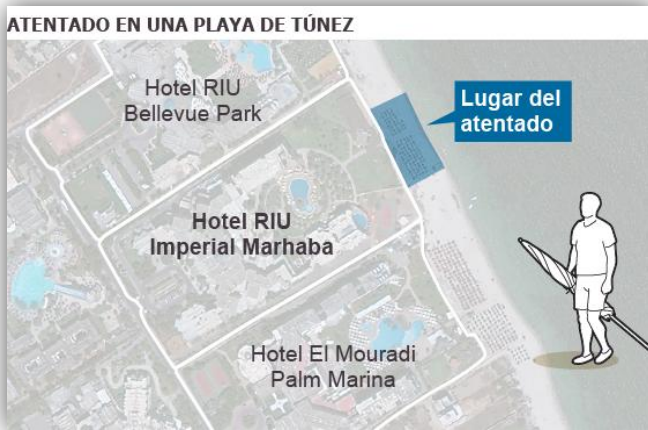 ATENTADO EN UNA PLAYA DE TÚNEZ
Hotel RIU
Bellevue Park
Lugar del
atentado
Hotel RIU
Imperial Marhaba
Hotel El Mouradi
Palm Marina